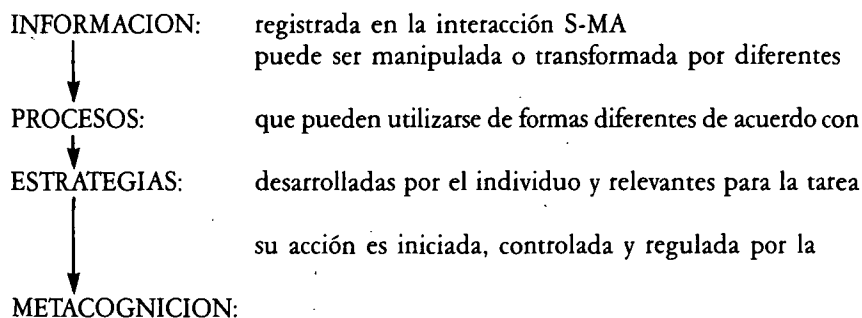 INFORMACION: registrada en la interacción S-MA
puede ser manipulada o transformada por diferentes
PROCESOS: que pueden utilizarse de formas diferentes de acuerdo con
ESTRATEGIAS: desarrolladas por el individuo y relevantes para la tarea
su acción es iniciada, controlada y regulada por la
METACOGNICION: